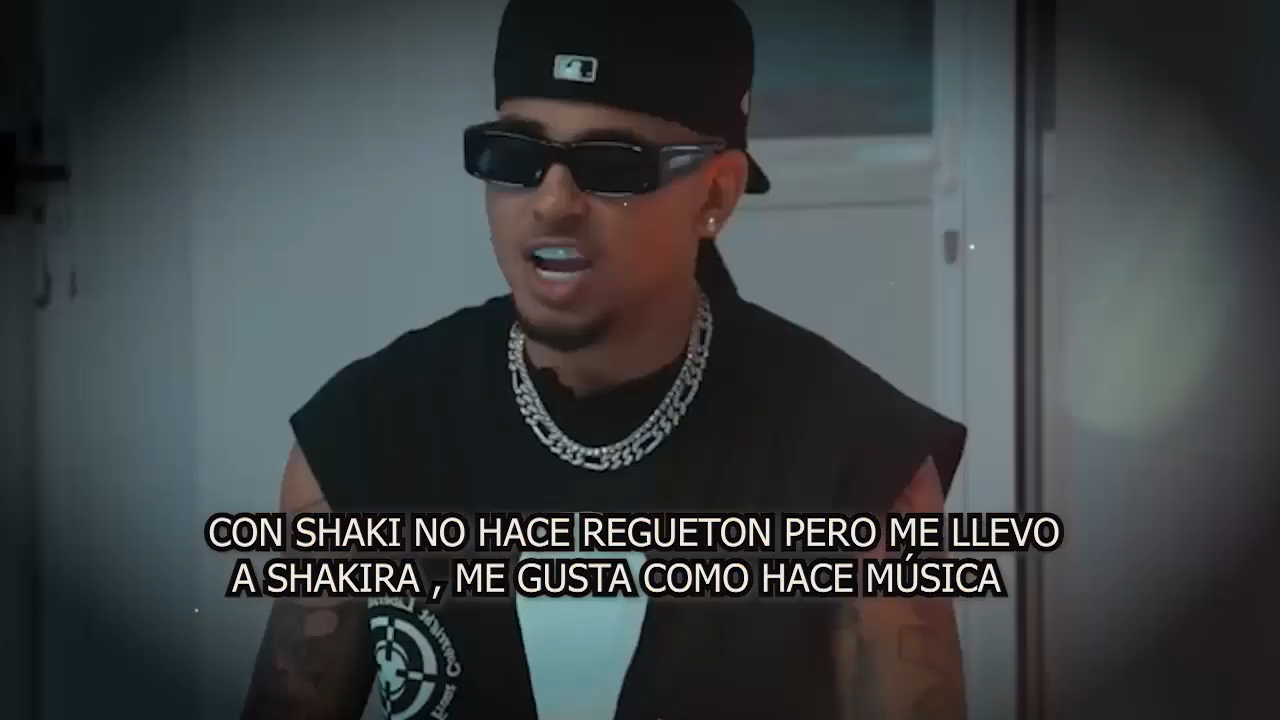 CON SHAKI NO HACE REGUETON PERO ME LLEVO
A SHAKIRA , ME GUSTA COMO HACE MÚSICA